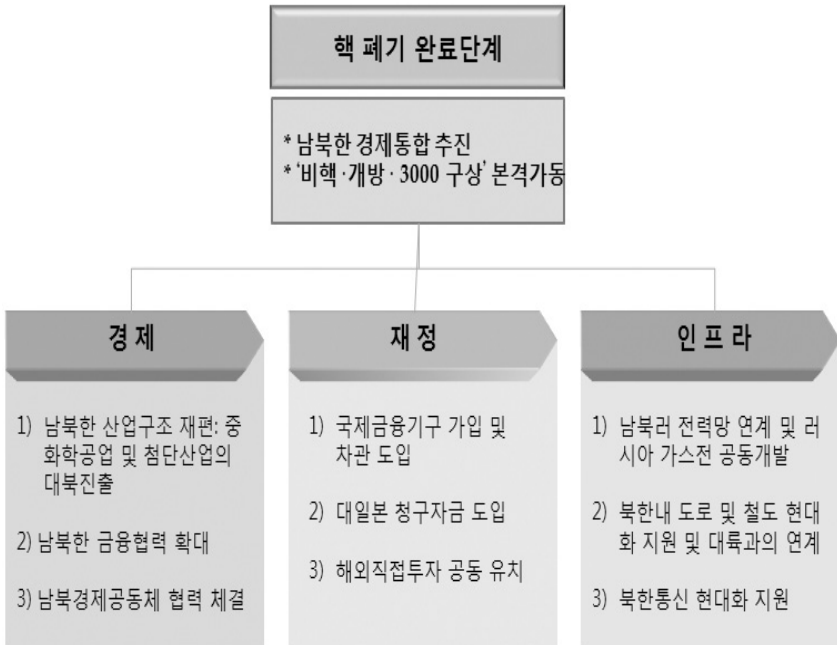 핵 폐기 완료단계
* 남북한 경제통합 추진
* '비핵·개방·3000 구상' 본격가동
경 제
1) 남북한 산업구조 재편: 중
화학공업 및 첨단산업의
대북진출
2) 남북한 금융협력 확대
3) 남북경제공동체 협력 체결
재 정
1) 국제금융기구 가입 및
차관 도입
2) 대일본 청구자금 도입
3) 해외직접투자 공동 유치
인 프 라
1) 남북러 전력망 연계 및 러
시아 가스전 공동개발
2) 북한내 도로 및 철도 현대
화 지원 및 대륙과의 연계
3) 북한통신 현대화 지원